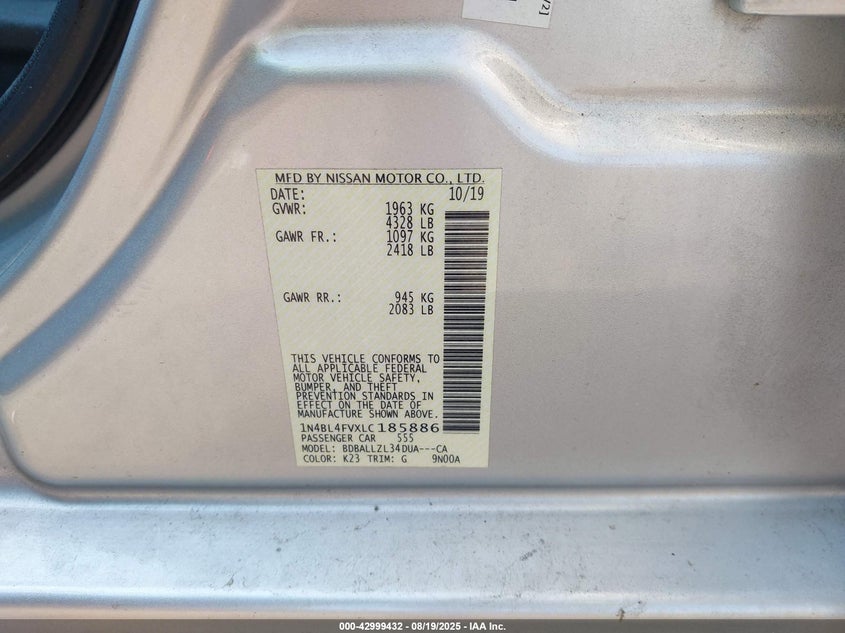 /2]
MFD BY NISSAN MOTOR CO., LTD.
DATE: 10/19
GVWR: 1963 KG
4328 LB
GAWR FR.: 1097 KG
2418 LB
GAWR RR.: 945 KG
2083 LB
THIS VEHICLE CONFORMS TO
ALL APPLICABLE FEDERAL
MOTOR VEHICLE SAFETY,
BUMPER, AND THEFT
PREVENTION STANDARDS IN
EFFECT ON THE DATE OF
MANUFACTURE SHOWN ABOVE.
1N4BL4FVXLC185886
PASSENGER CAR 555
MODEL: BDBALLZL34DUA---CA
COLOR: K23 TRIM: G 9N00A
000-42999432 - 08/19/2025 - IAA Inc.